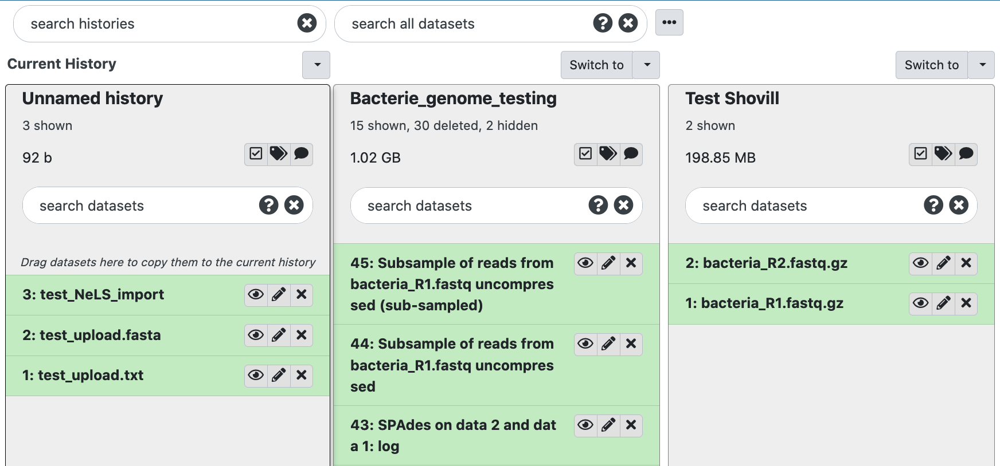 search histories
search all datasets
Current History
Switch to
Switch to
Unnamed history
3 shown
92 b
search datasets
Drag datasets here to copy them to the current history
3: test_NeLS_import
2: test_upload.fasta
1: test_upload.txt
Bacterie_genome_testing
15 shown, 30 deleted, 2 hidden
1.02 GB
search datasets
45: Subsample of reads from
bacteria_R1.fastq uncompres
sed (sub-sampled)
44: Subsample of reads from
bacteria_R1.fastq uncompres
sed
43: SPAdes on data 2 and dat
a 1: log
Test Shovill
2 shown
198.85 MB
search datasets
2: bacteria_R2.fastq.gz
1: bacteria_R1.fastq.gz